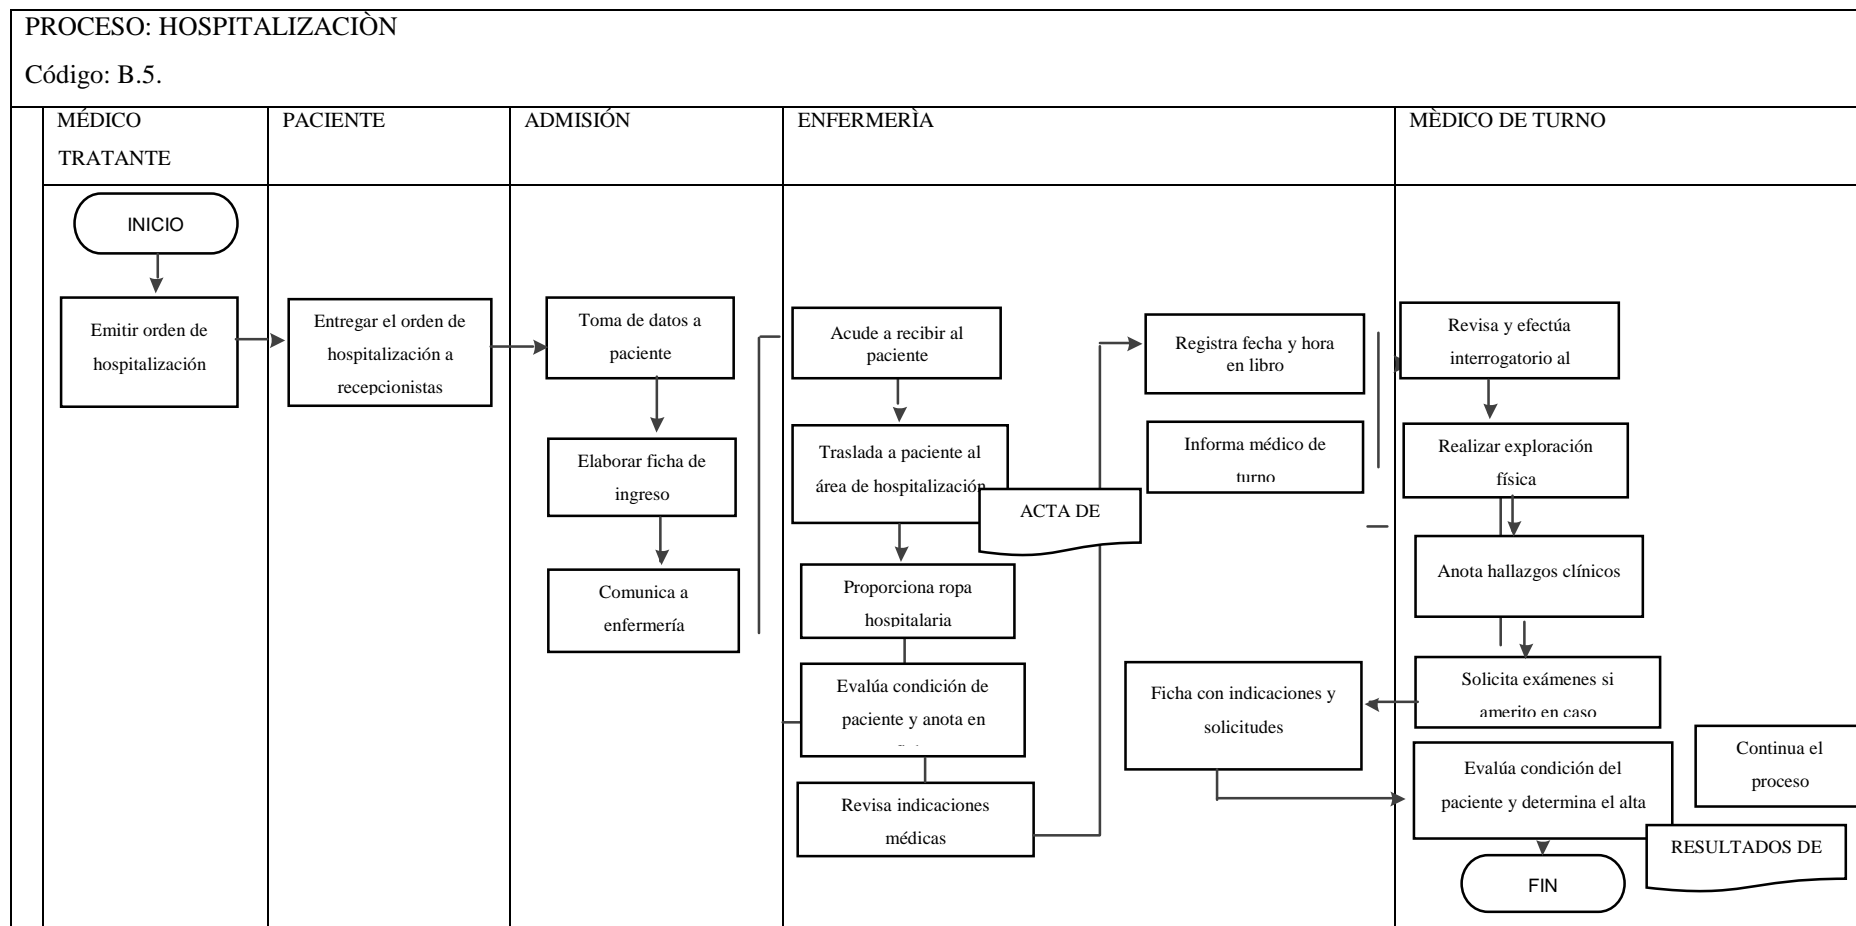 PROCESO: HOSPITALIZACIÒN
Código: B.5.
MÉDICO
TRATANTE
PACIENTE
ADMISIÓN
ENFERMERÌA
MÈDICO DE TURNO
INICIO
Emitir orden de
hospitalización
Entregar el orden de
hospitalización a
recepcionistas
Toma de datos a
paciente
Elaborar ficha de
ingreso
Comunica a
enfermería
Acude a recibir al
paciente
Traslada a paciente al
área de hospitalización
ACTA DE
Proporciona ropa
hospitalaria
Evalúa condición de
paciente y anota en
Revisa indicaciones
médicas
Registra fecha y hora
en libro
Informa médico de
turno
Ficha con indicaciones y
solicitudes
Revisa y efectúa
interrogatorio al
Realizar exploración
física
Anota hallazgos clínicos
Solicita exámenes si
amerito en caso
Evalúa condición del
paciente y determina el alta
Continua el
proceso
RESULTADOS DE
FIN